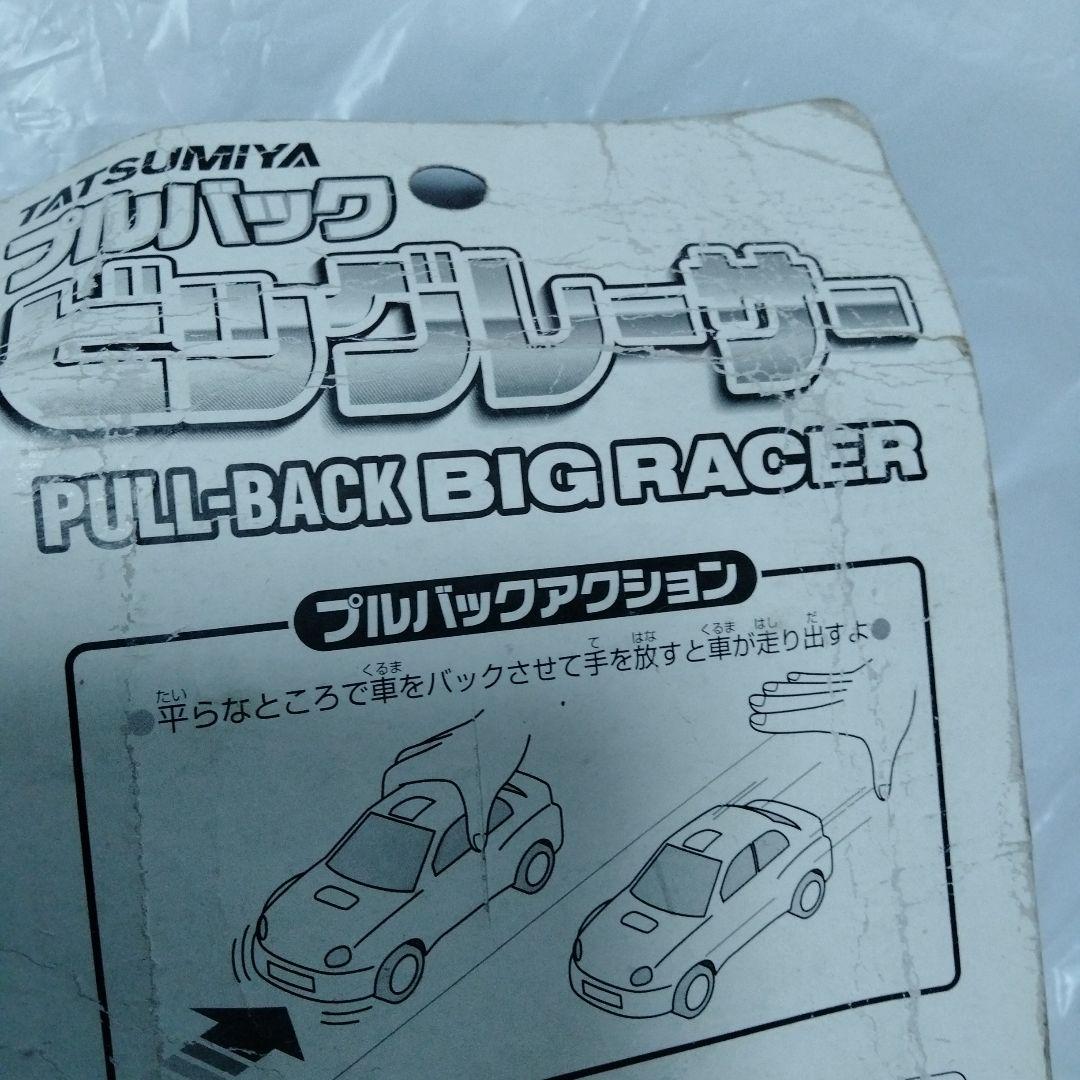 TATSUMIYA
プルバック
ビッグレーサー
PULL-BACK BIG RACER
プルバックアクション
たい くるま て はな くるま はし だ
平らなところで車をバックさせて手を放すと車が走り出すよ